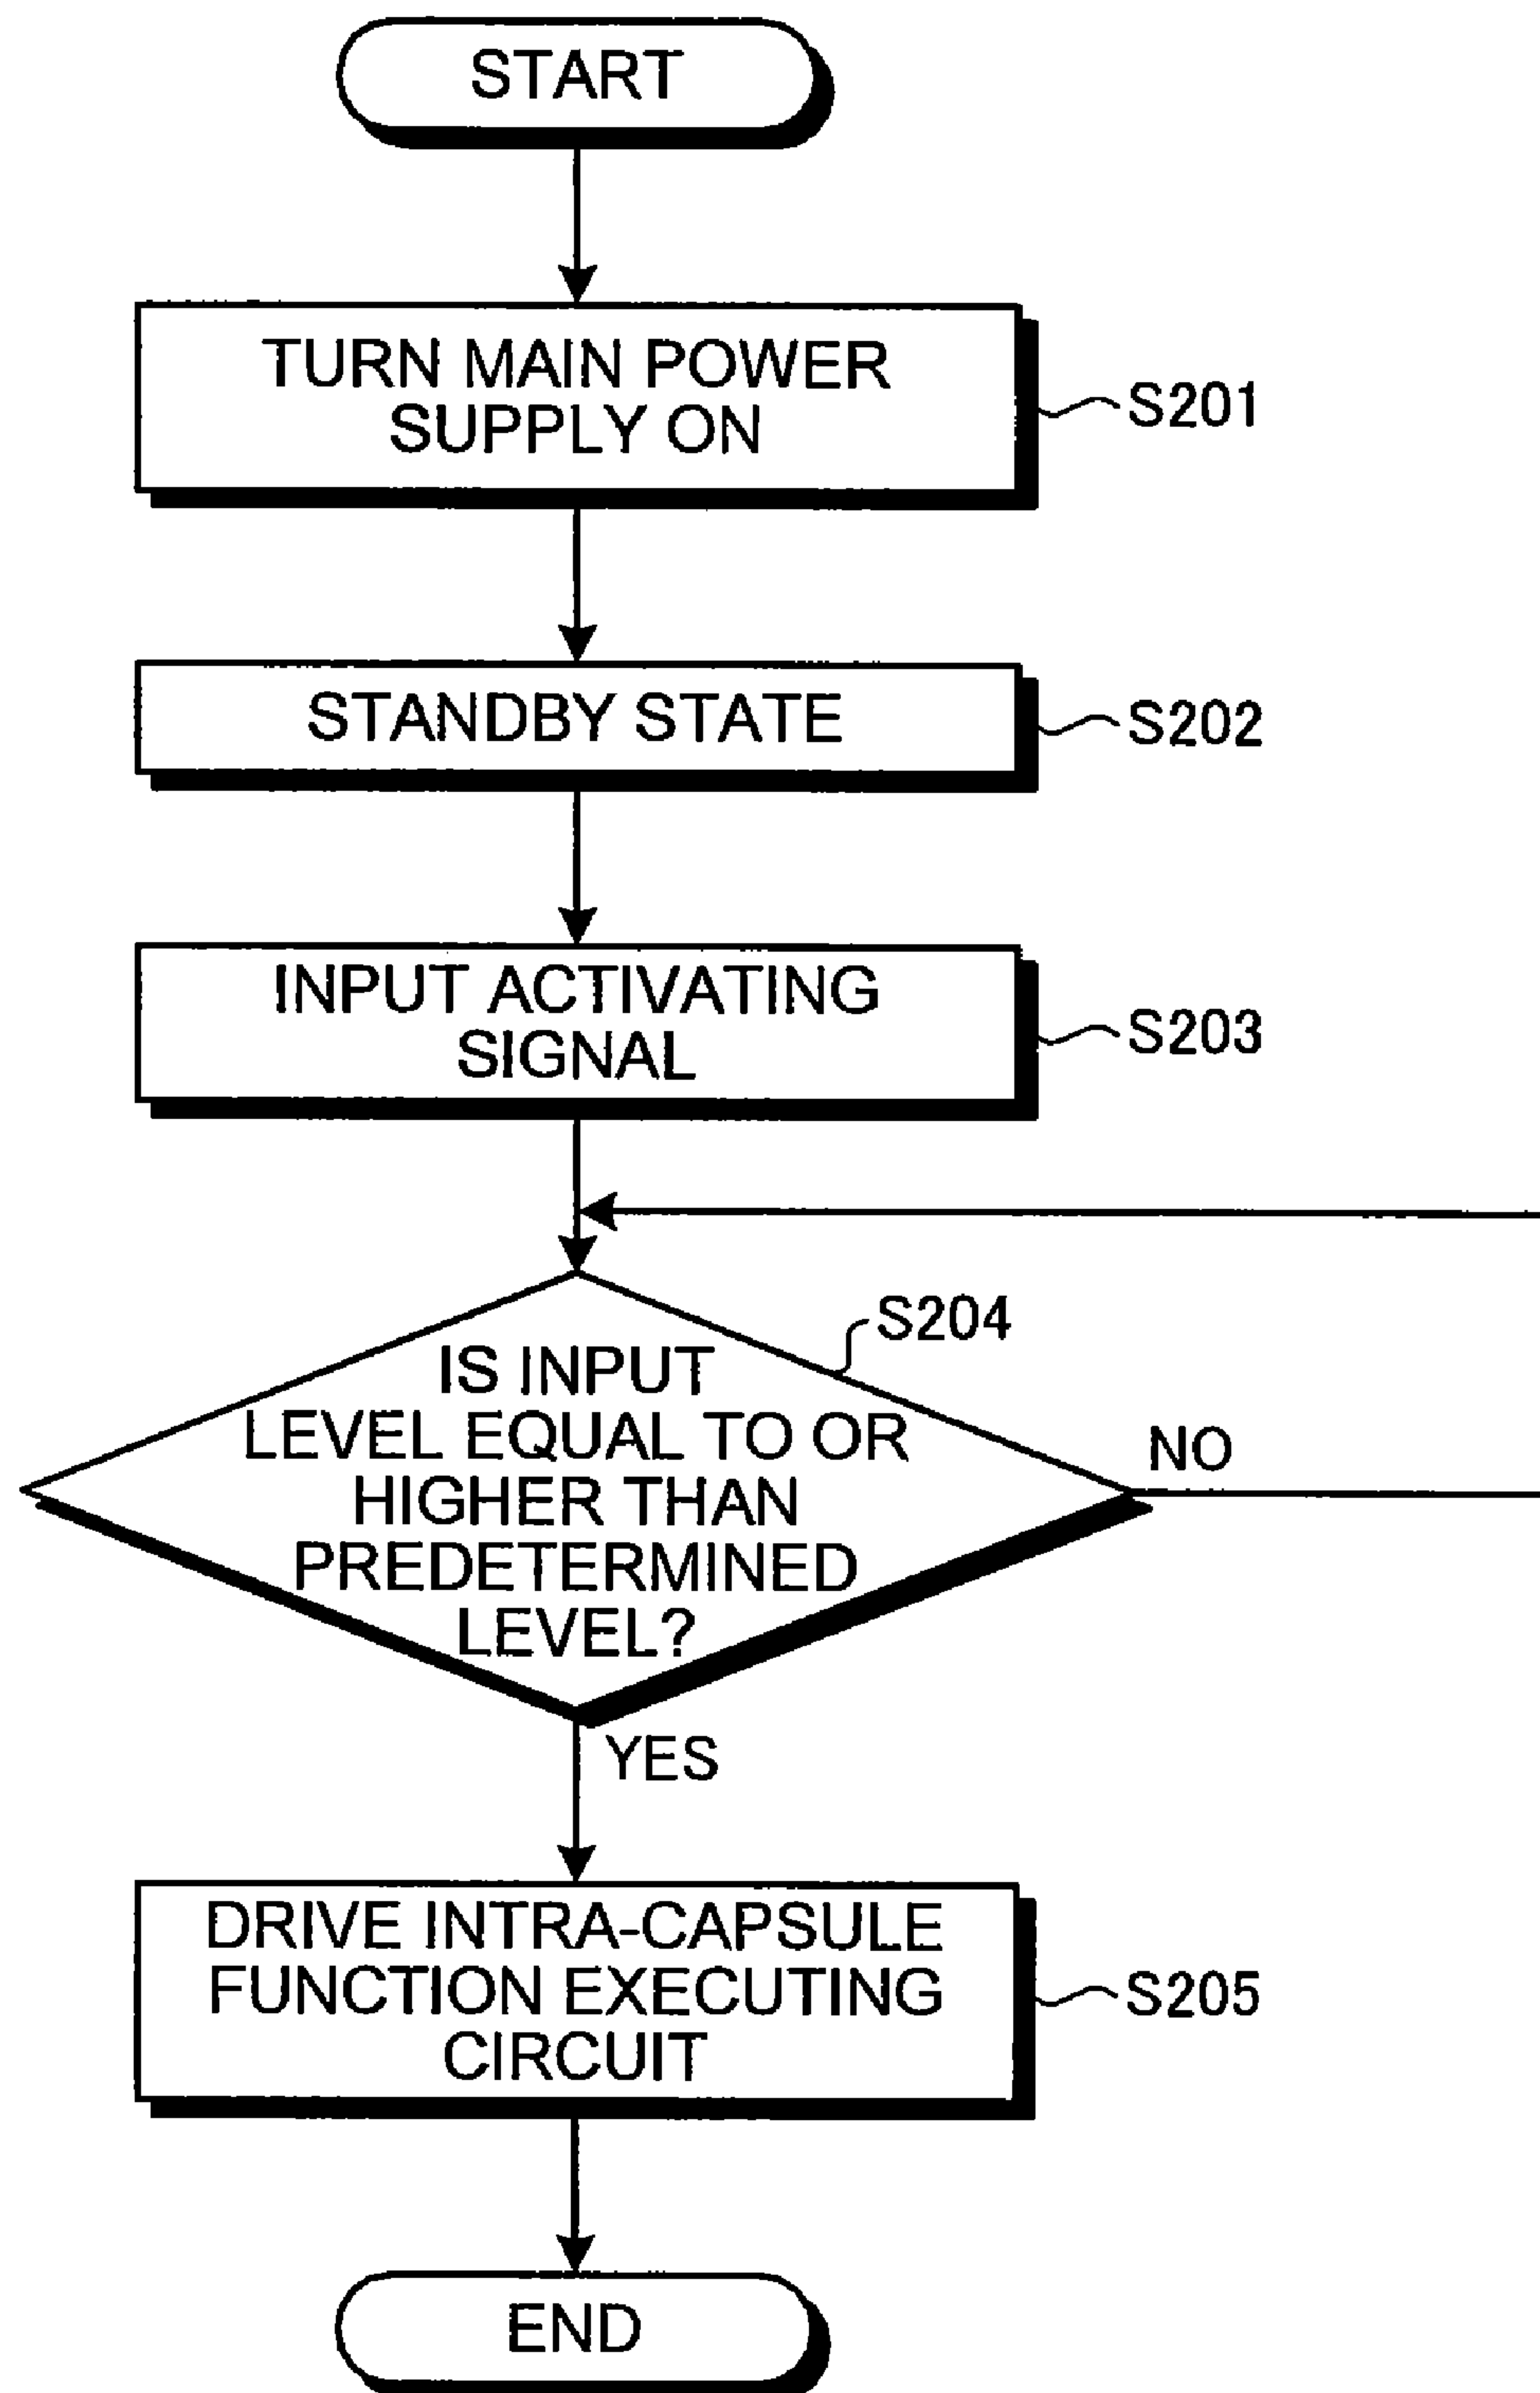 START
TURN MAIN POWER
SUPPLY ON
S201
STANDBY STATE
S202
INPUT ACTIVATING
SIGNAL
S203
S204
IS INPUT
LEVEL EQUAL TO OR
HIGHER THAN
PREDETERMINED
LEVEL?
NO
YES
DRIVE INTRA-CAPSULE
FUNCTION EXECUTING
CIRCUIT
S205
END